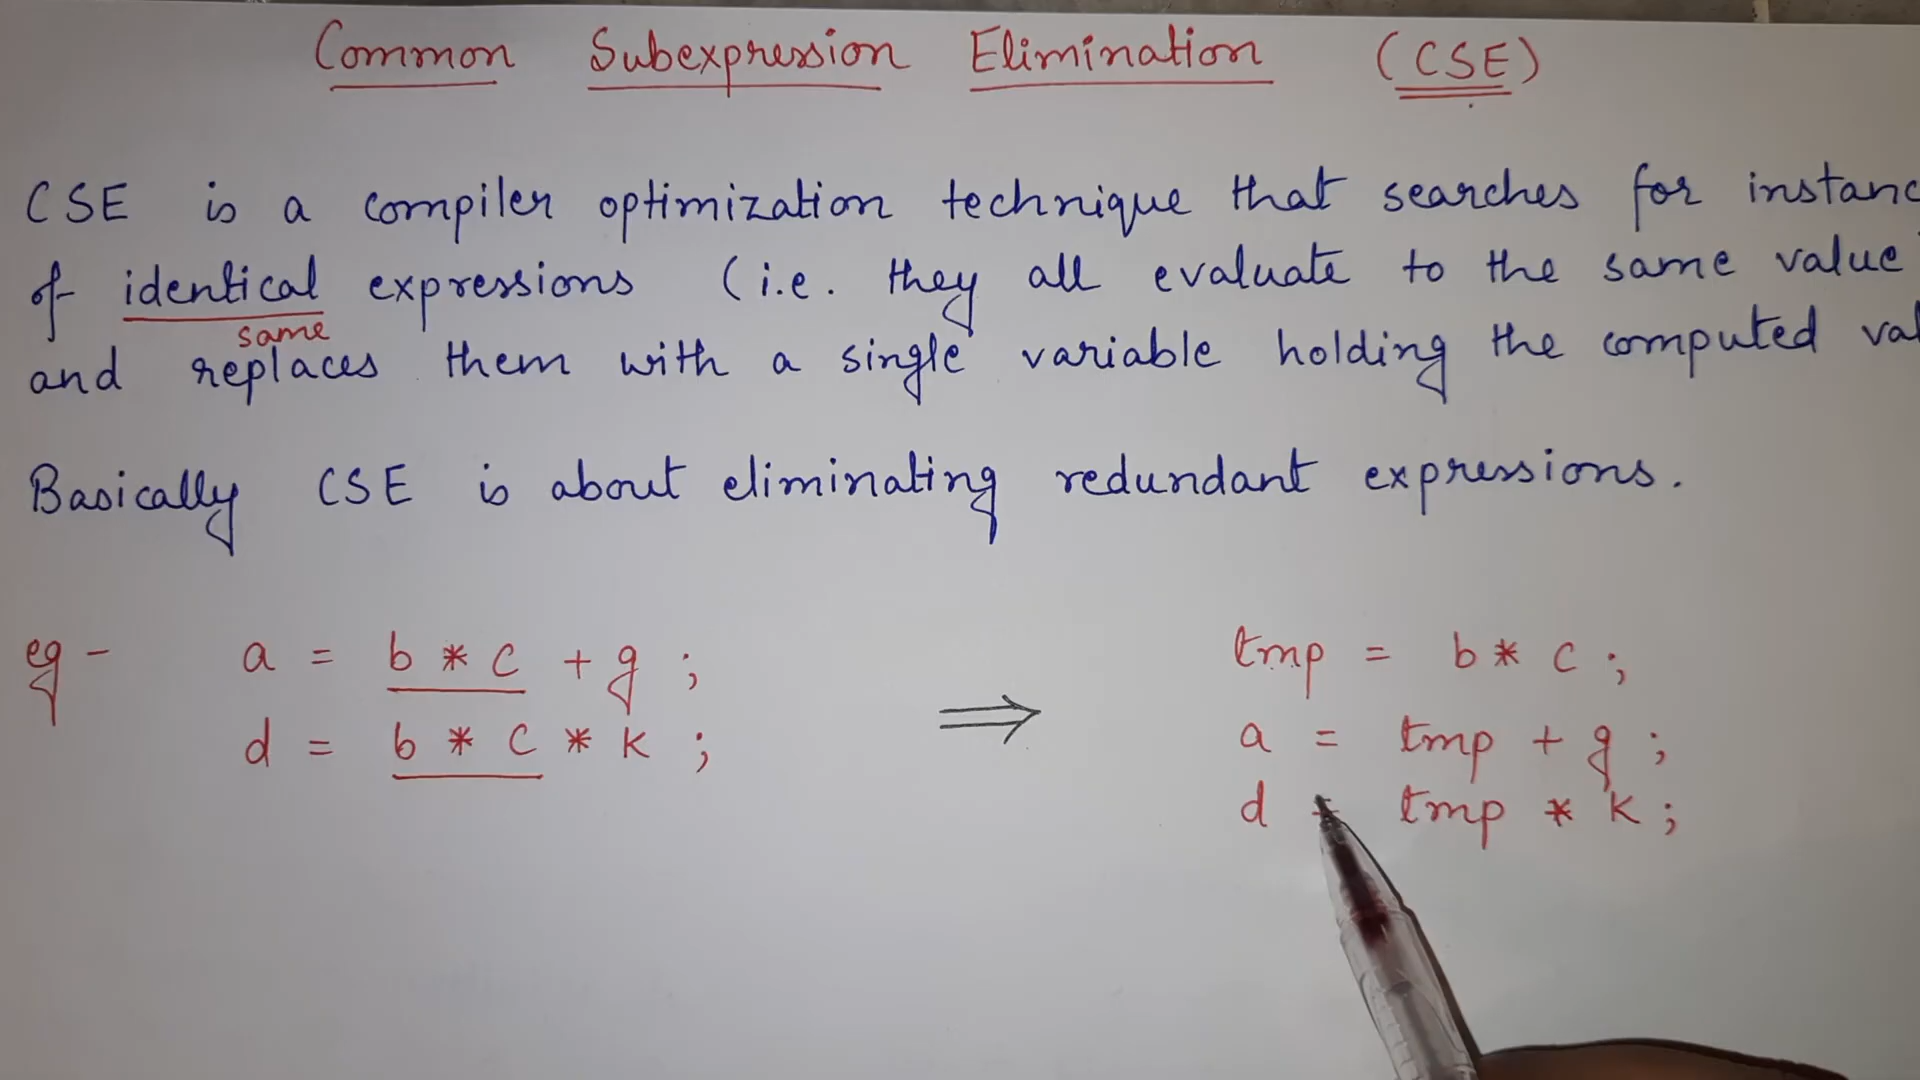 Common Subexpression Elimination (CSE)
CSE is a compiler optimization technique that searches for instanc
of identical expressions (i.e. they all evaluate to the same value
same
and replaces them with a single variable holding the computed val
Basically CSE is about eliminating redundant expressions.
eg - a = b * c + g ;
d = b * c * k ;
⇒
tmp = b * c ;
a = tmp + g ;
d = tmp * k ;